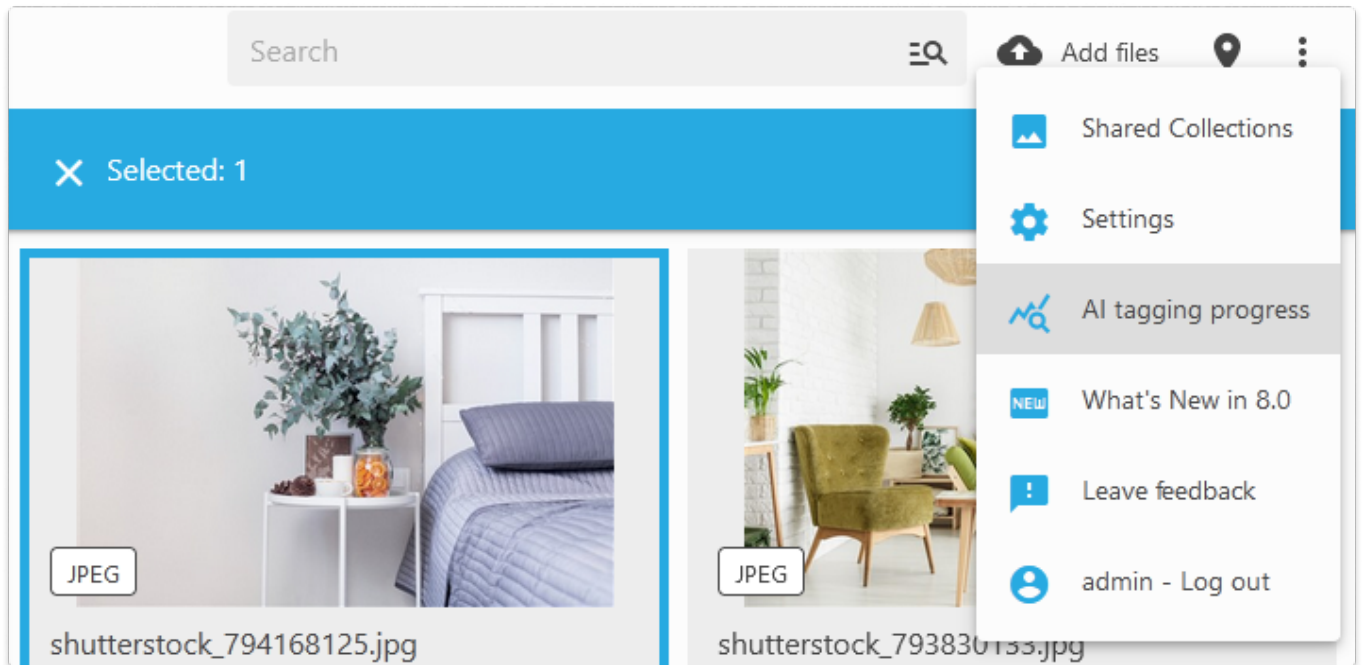 Search
Add files
Selected: 1
Shared Collections
Settings
AI tagging progress
NEW
What's New in 8.0
Leave feedback
admin - Log out
JPEG
shutterstock_794168125.jpg
JPEG
shutterstock_793830133.jpg